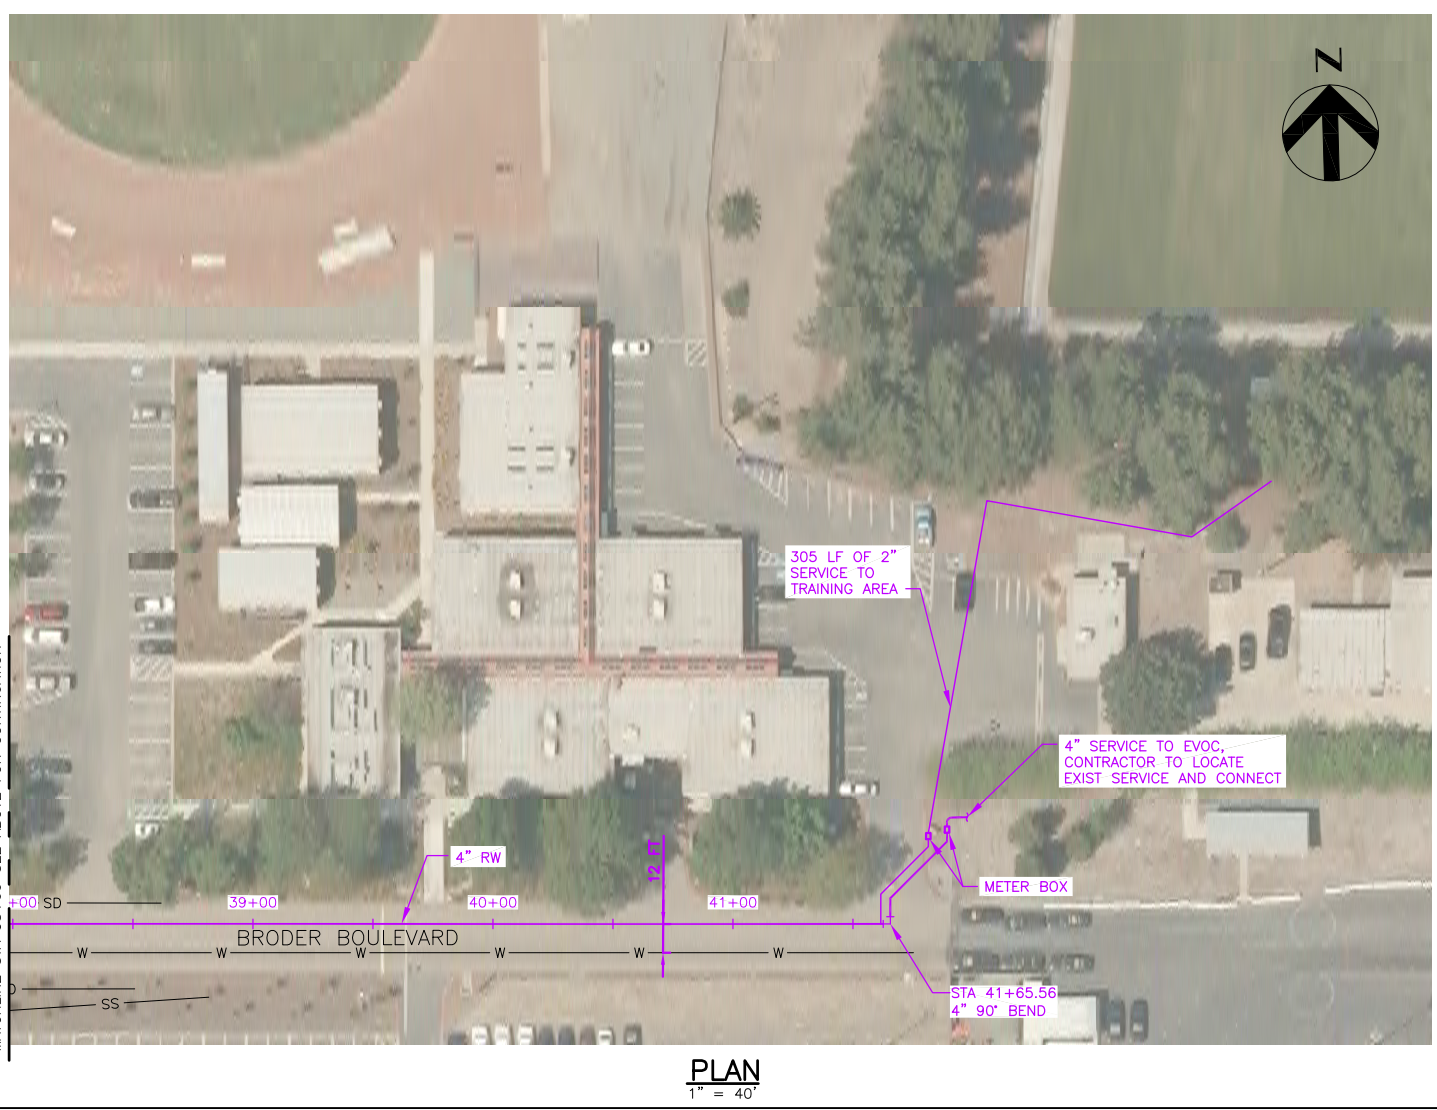 N
305 LF OF 2"
SERVICE TO
TRAINING AREA
4" SERVICE TO EVOC,
CONTRACTOR TO LOCATE
EXIST SERVICE AND CONNECT
4" RW
12 FT
METER BOX
+00 SD
39+00
40+00
41+00
BRODER BOULEVARD
W W W W W W
SS
STA 41+65.56
4" 90° BEND
PLAN
1" = 40'